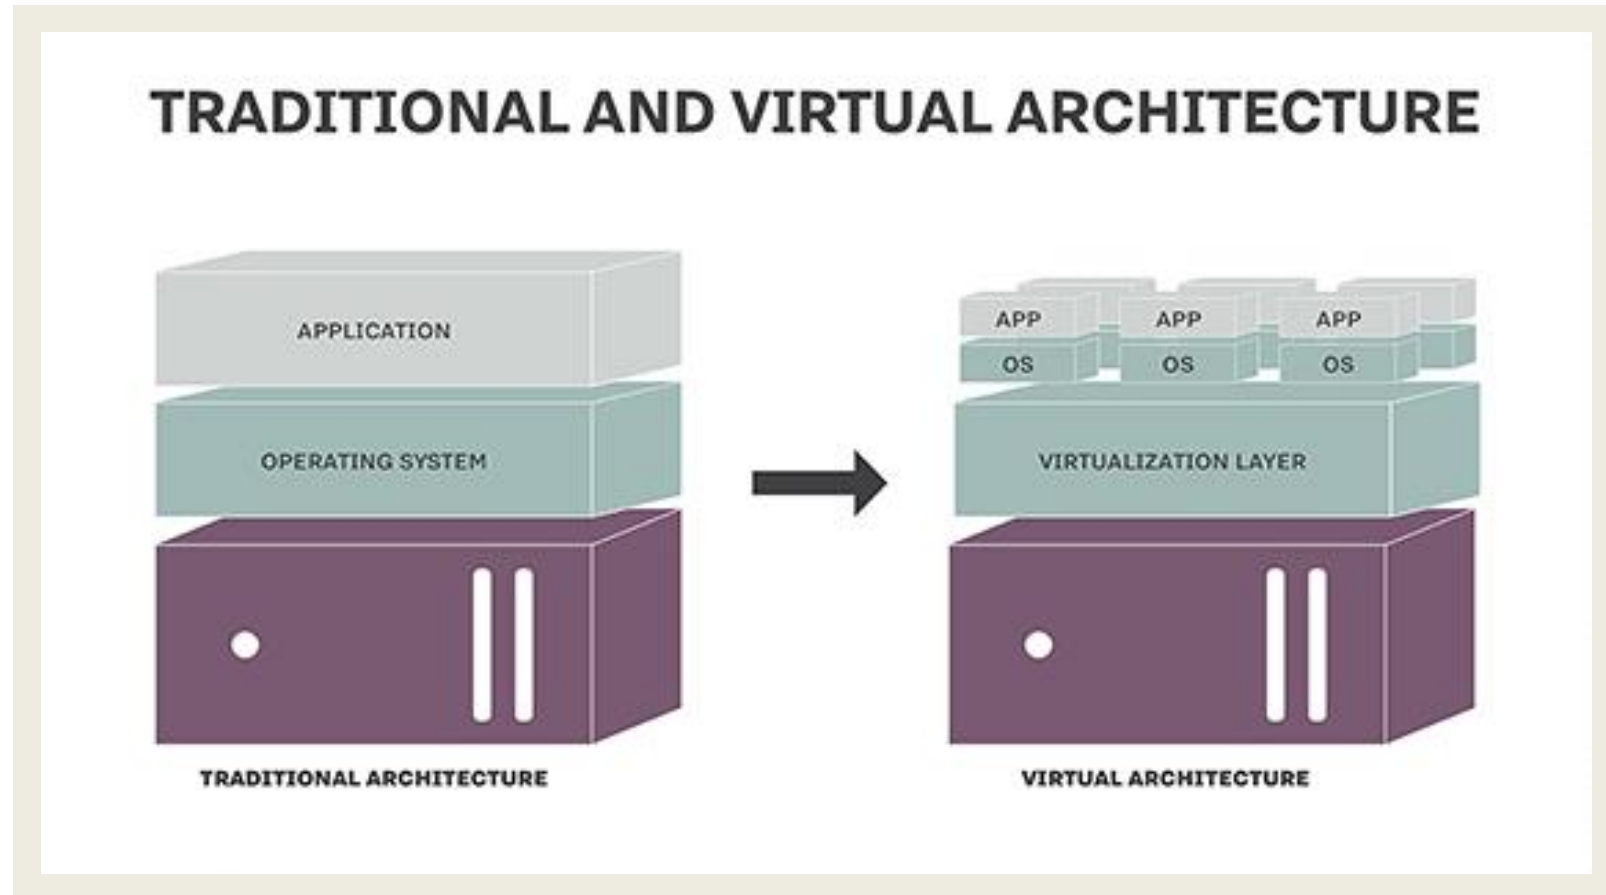 TRADITIONAL AND VIRTUAL ARCHITECTURE
APPLICATION
OPERATING SYSTEM
TRADITIONAL ARCHITECTURE
APP
APP
APP
OS
OS
OS
VIRTUALIZATION LAYER
VIRTUAL ARCHITECTURE